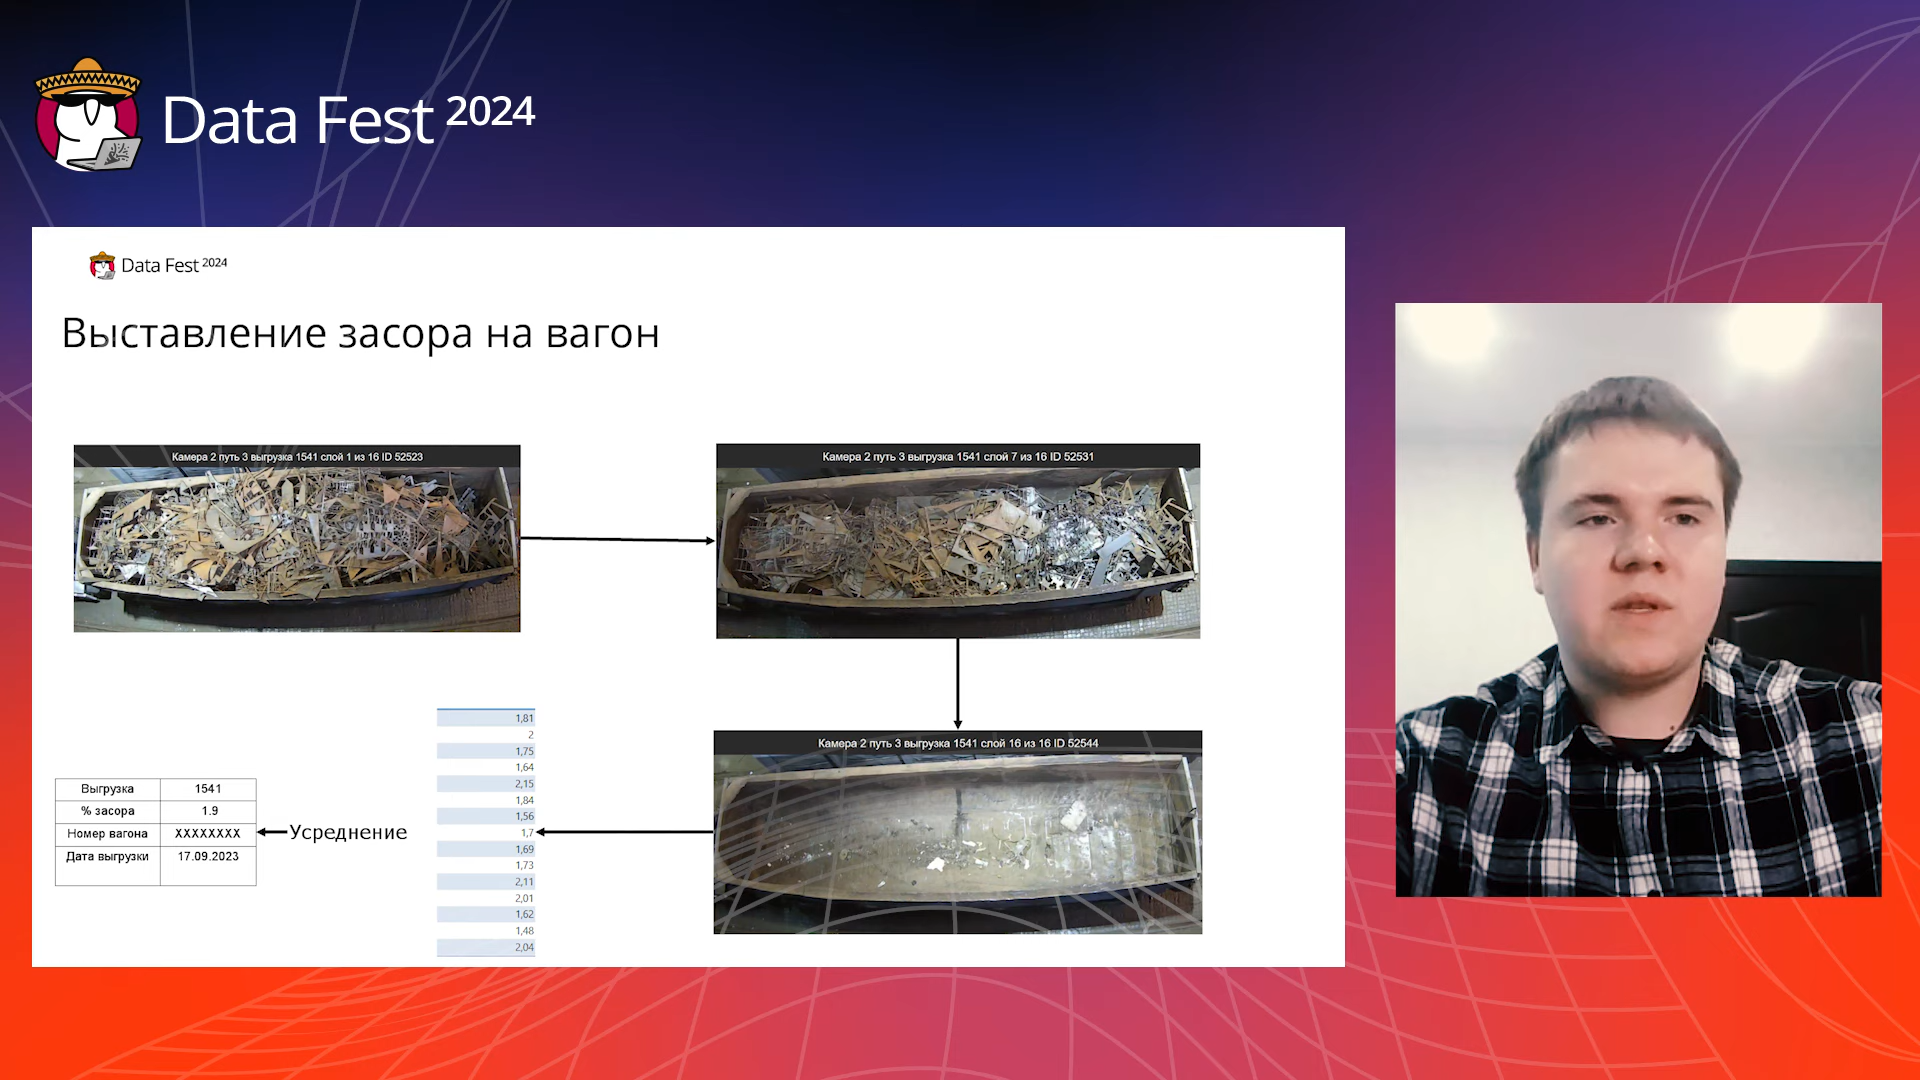 Data Fest 2024
Data Fest 2024
Выставление засора на вагон
Камера 2 путь 3 выгрузка 1541 слой 1 из 16 ID 52523
Камера 2 путь 3 выгрузка 1541 слой 7 из 16 ID 52531
Камера 2 путь 3 выгрузка 1541 слой 16 из 16 ID 52544
1,81
2
1,75
1,64
2,15
1,84
1,56
1,7
1,69
1,73
2,11
2,01
1,62
1,48
2,04
Усреднение
Выгрузка 1541
% засора 1.9
Номер вагона XXXXXXXX
Дата выгрузки 17.09.2023